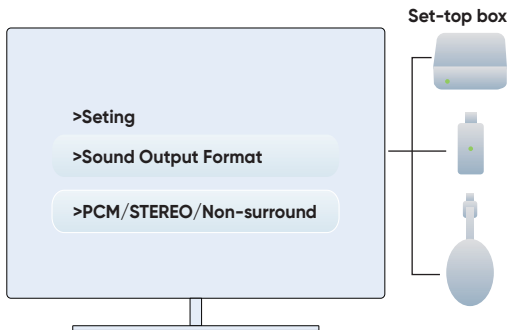 Set-top box
>Seting
>Sound Output Format
>PCM/STEREO/Non-surround